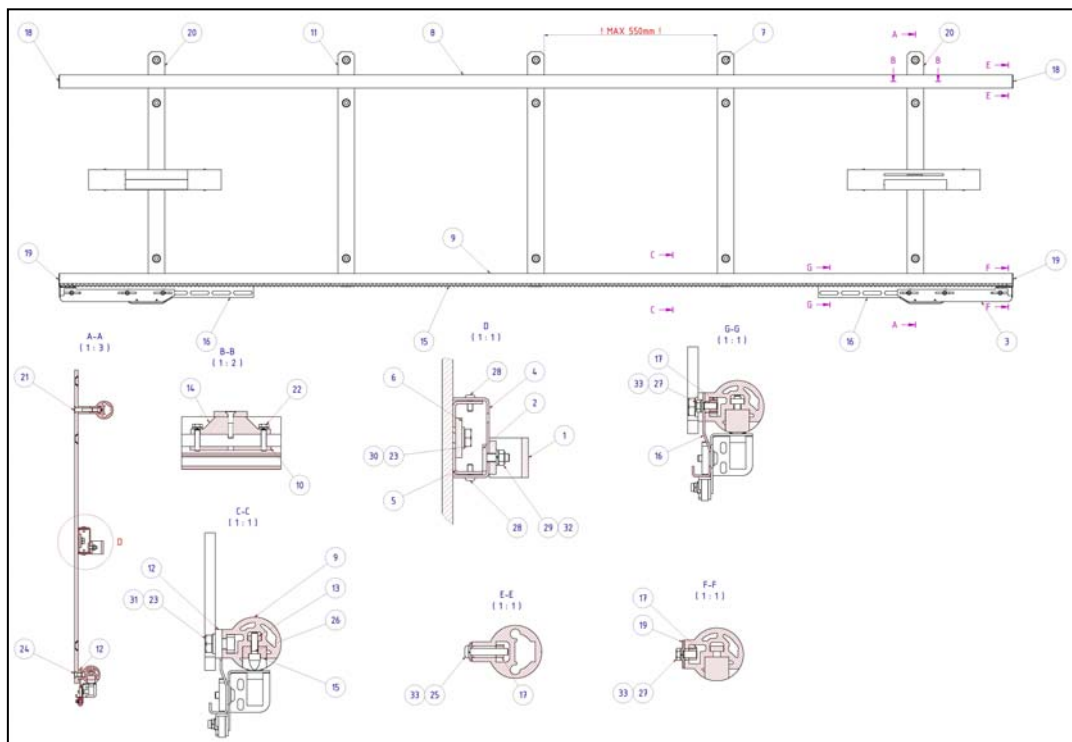 18
20
11
8
! MAX 550mm !
7
A
20
B
B
E
18
E
19
9
C
G
F
19
G
F
16
C
15
16
A
3
A-A
( 1 : 3 )
B-B
( 1 : 2 )
D
( 1 : 1 )
G-G
( 1 : 1 )
21
14
22
10
6
28
4
2
1
30
23
5
28
29
32
17
33
27
16
D
C-C
( 1 : 1 )
24
12
12
9
13
31
23
26
15
E-E
( 1 : 1 )
33
25
17
F-F
( 1 : 1 )
17
19
33
27